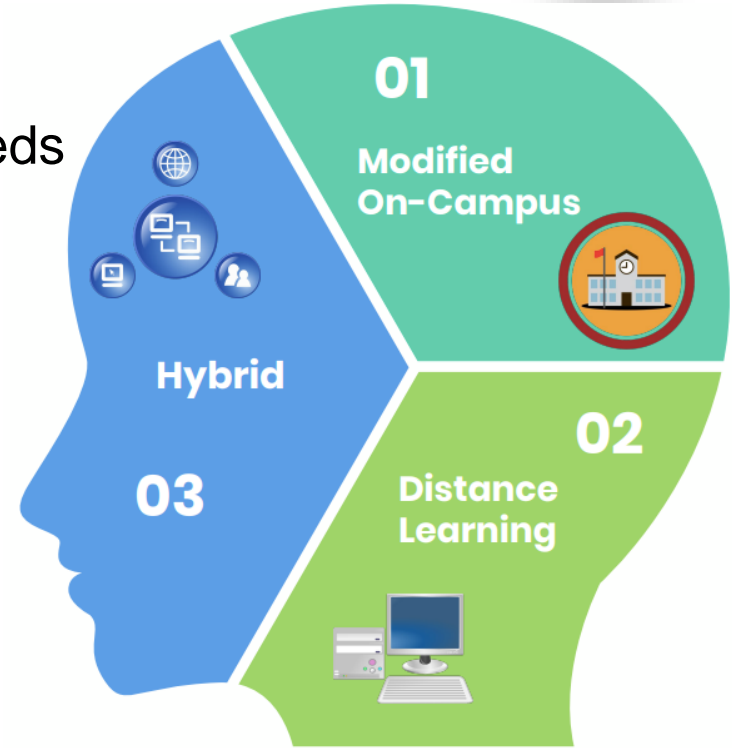 eds
01
Modified
On-Campus
02
Distance
Learning
Hybrid
03